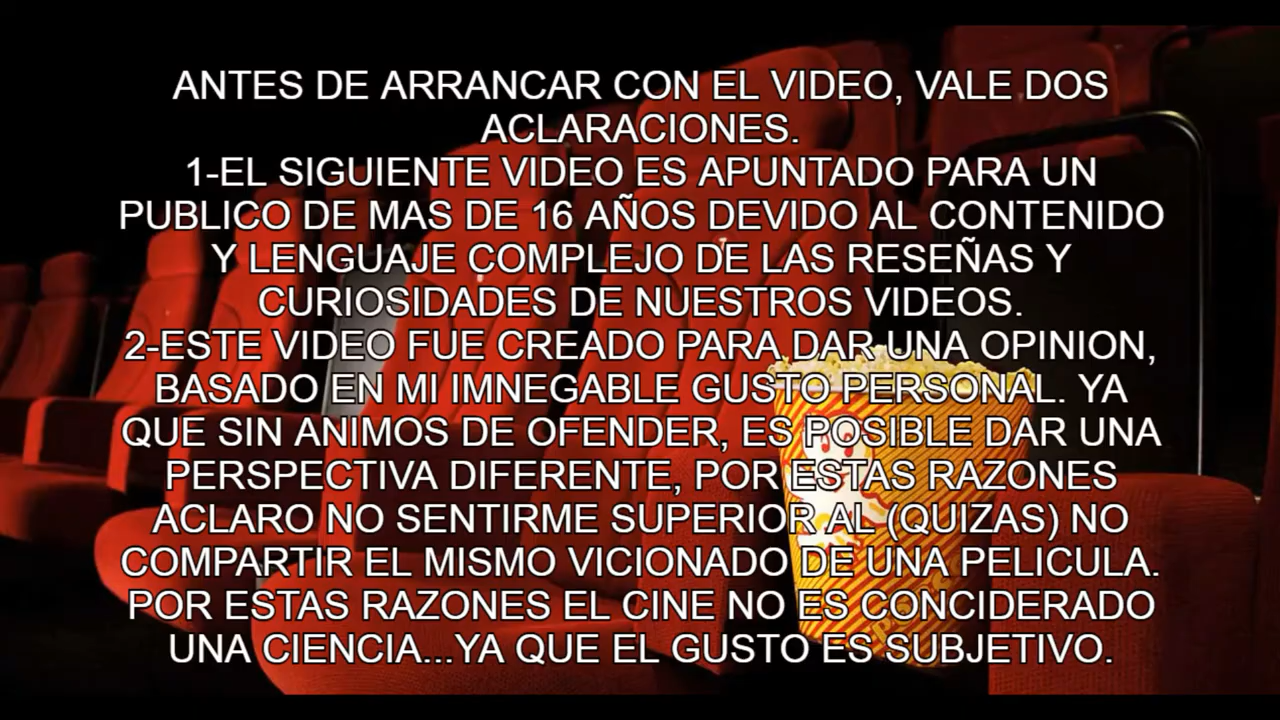 ANTES DE ARRANCAR CON EL VIDEO, VALE DOS
ACLARACIONES.
1-EL SIGUIENTE VIDEO ES APUNTADO PARA UN
PUBLICO DE MAS DE 16 AÑOS DEVIDO AL CONTENIDO
Y LENGUAJE COMPLEJO DE LAS RESEÑAS Y
CURIOSIDADES DE NUESTROS VIDEOS.
2-ESTE VIDEO FUE CREADO PARA DAR UNA OPINION,
BASADO EN MI IMNEGABLE GUSTO PERSONAL. YA
QUE SIN ANIMOS DE OFENDER, ES POSIBLE DAR UNA
PERSPECTIVA DIFERENTE, POR ESTAS RAZONES
ACLARO NO SENTIRME SUPERIOR AL (QUIZAS) NO
COMPARTIR EL MISMO VICIONADO DE UNA PELICULA.
POR ESTAS RAZONES EL CINE NO ES CONCIDERADO
UNA CIENCIA...YA QUE EL GUSTO ES SUBJETIVO.